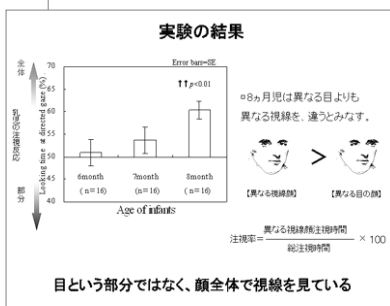 実験の結果
Error bars=SE
↑↑p<0.01
全体
乳児の注視反応
部分
Looking time at directed gaze (%)
70
65
60
55
50
45
40
6month
7month
8month
(n=16)
(n=16)
(n=16)
Age of infants
¤8ヵ月児は異なる目よりも
異なる視線を、違うとみなす。
>
【異なる視線顔】
【異なる目の顔】
注視率=異なる視線顔注視時間
総注視時間
×100
目という部分ではなく、顔全体で視線を見ている